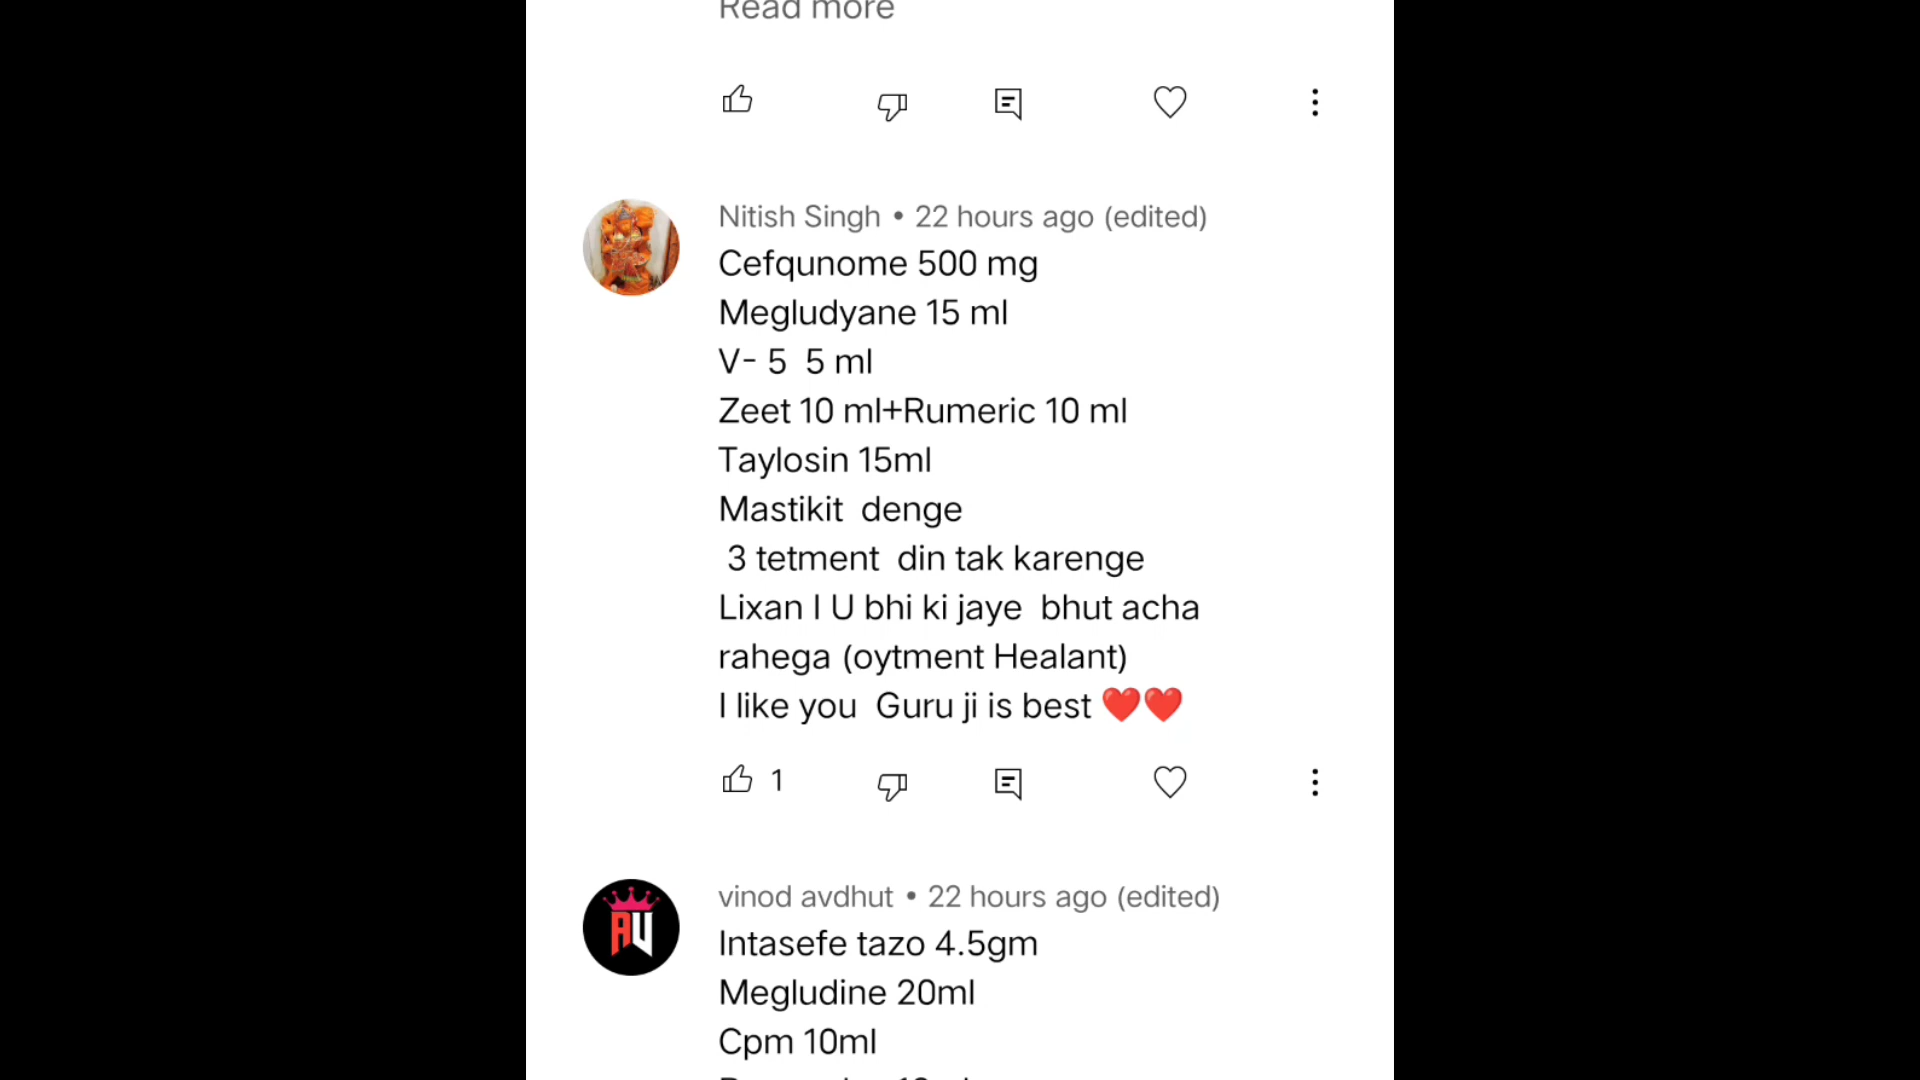 Read more
Nitish Singh • 22 hours ago (edited)
Cefqunome 500 mg
Megludyane 15 ml
V- 5  5 ml
Zeet 10 ml+Rumeric 10 ml
Taylosin 15ml
Mastikit  denge
3 tetment  din tak karenge
Lixan I U bhi ki jaye  bhut acha
rahega (oytment Healant)
I like you  Guru ji is best ❤️❤️
1
AU
vinod avdhut • 22 hours ago (edited)
Intasefe tazo 4.5gm
Megludine 20ml
Cpm 10ml